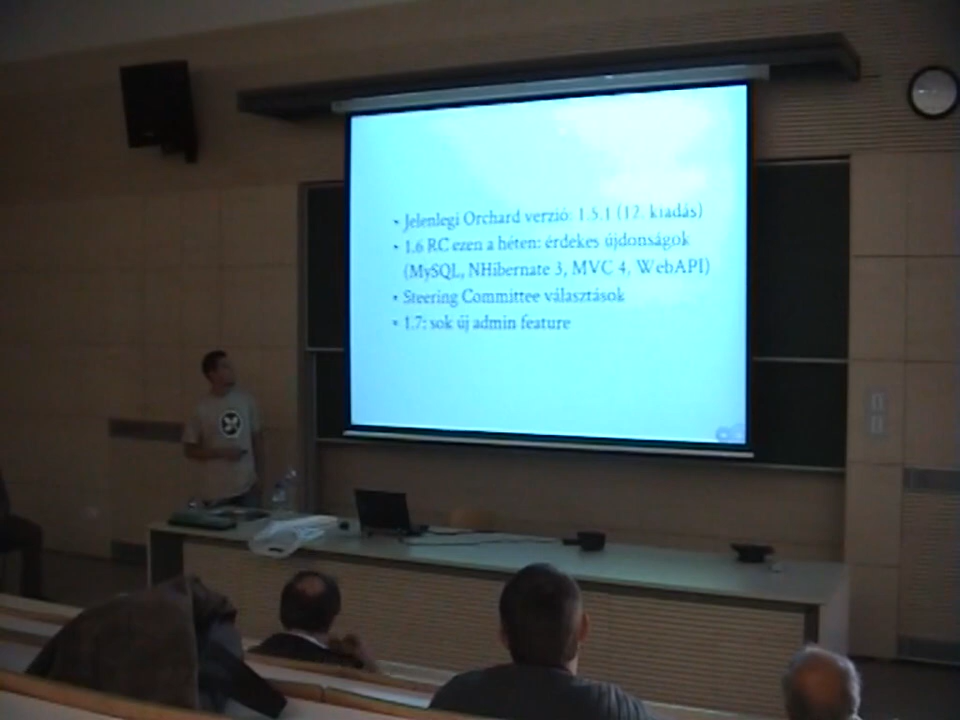 • Jelenlegi Orchard verzió: 1.5.1 (12. kiadás)
• 1.6 RC ezen a héten: érdekes újdonságok
(MySQL, NHibernate 3, MVC 4, WebAPI)
• Steering Committee választások
• 1.7: sok új admin feature